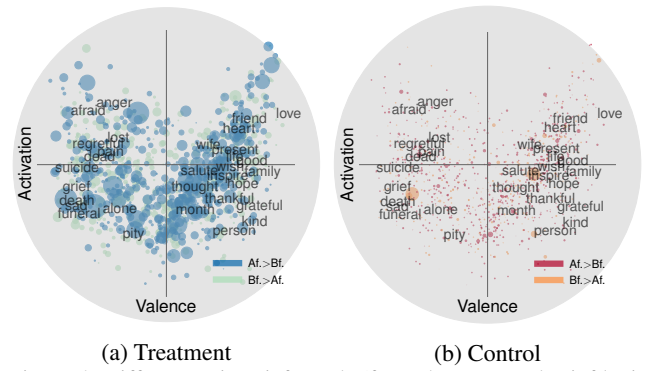 anger
afraid
love
friend
heart
lost
regretful
pain
dead
wife
present
life
good
suicide
wish
salute
inspire
family
grief
thought
hope
death
sad
funeral
alone
thankful
month
grateful
kind
pity
person
Activation
Valence
Af.>Bf.
Bf>Af.
(a) Treatment
anger
afraid
love
friend
heart
lost
regretful
pain
dead
wife
present
life
good
suicide
wish
salute
inspire
family
grief
thought
hope
death
sad
funeral
alone
thankful
month
grateful
kind
pity
person
Activation
Valence
Af.>Bf.
Bf>Af.
(b) Control